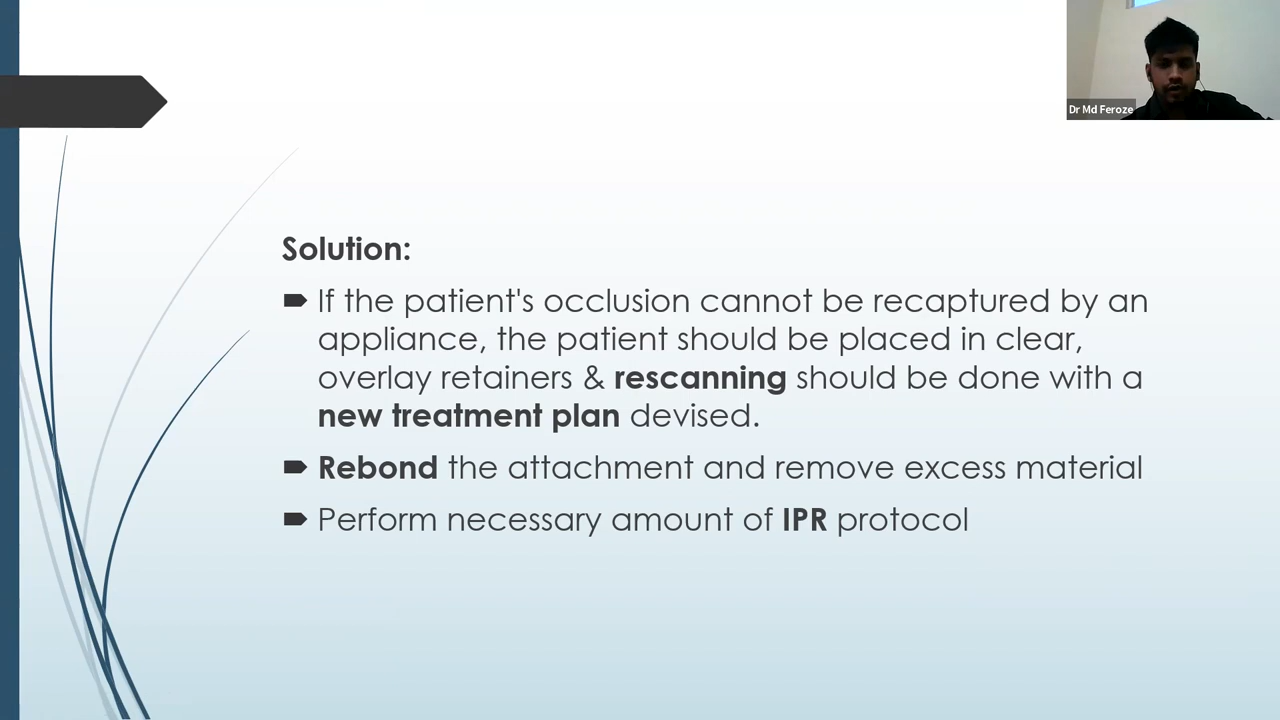 Dr Md Feroze
Solution:
If the patient's occlusion cannot be recaptured by an
appliance, the patient should be placed in clear,
overlay retainers & rescanning should be done with a
new treatment plan devised.
Rebond the attachment and remove excess material
Perform necessary amount of IPR protocol